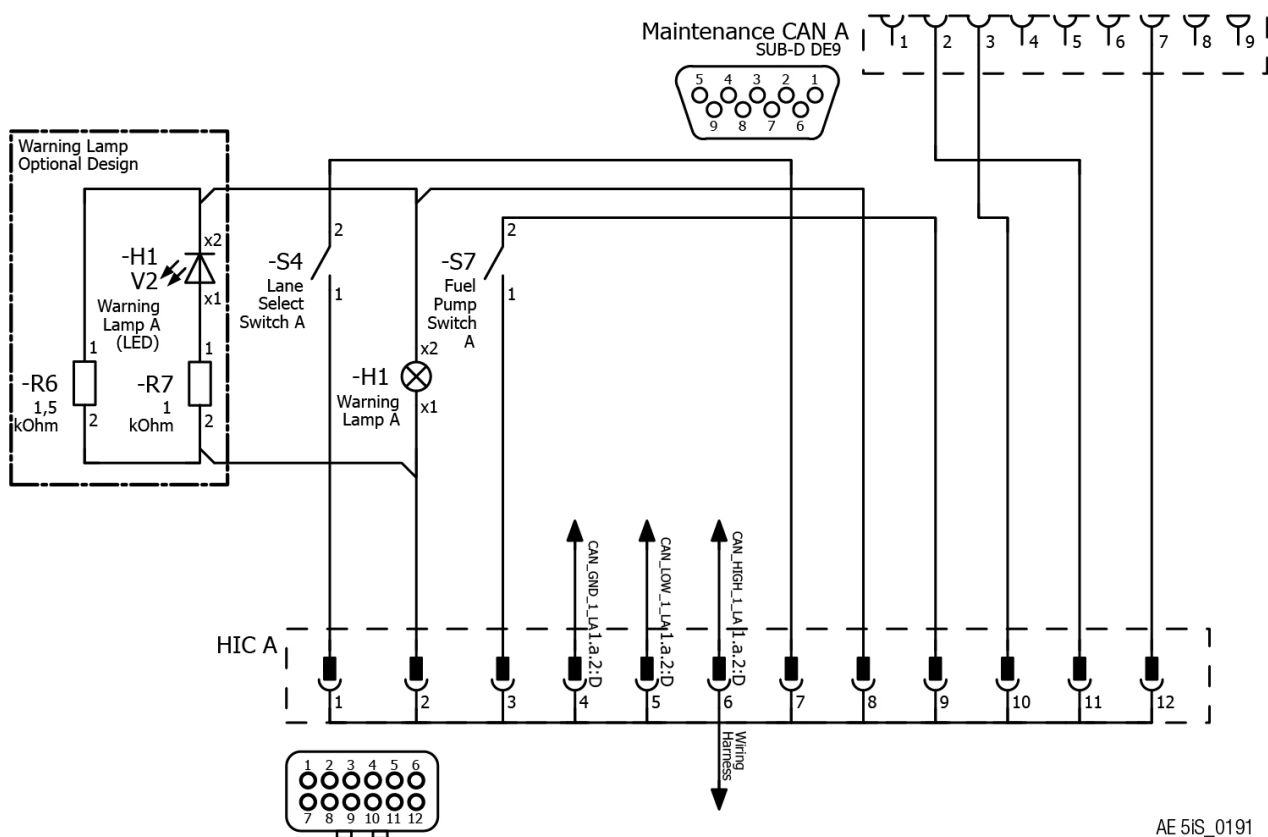 Maintenance CAN A
SUB-D DE9
1 2 3 4 5 6 7 8 9
5 4 3 2 1
9 8 7 6
Warning Lamp
Optional Design
-H1
V2
x2
x1
Warning
Lamp A
(LED)
-R6
1,5
kOhm
1
2
-R7
1
kOhm
1
2
-S4
Lane
Select
Switch A
2
1
-H1
Warning
Lamp A
x2
x1
-S7
Fuel
Pump
Switch
A
2
1
CAN_GND_1_LA 1.a.2:D
CAN_LOW_1_LA 1.a.2:D
CAN_HIGH_1_LA 1.a.2:D
HIC A
1 2 3 4 5 6 7 8 9 10 11 12
Wiring
Harness
1 2 3 4 5 6
7 8 9 10 11 12
AE 5iS_0191